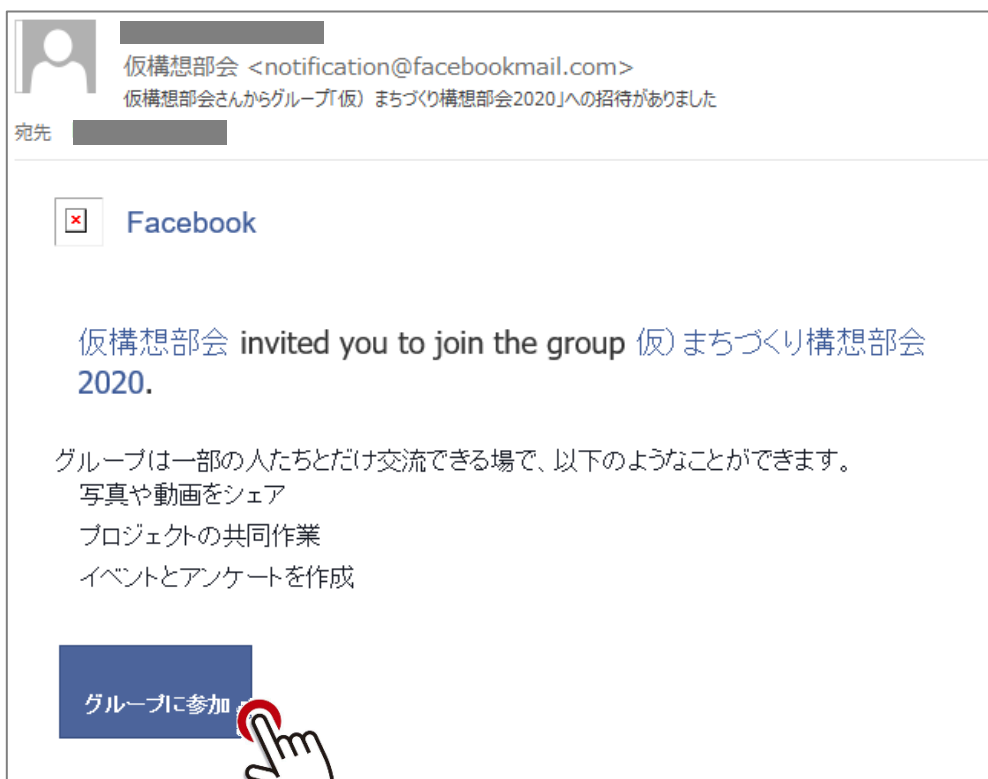 仮構想部会 <notification@facebookmail.com>
仮構想部会さんからグループ「仮）まちづくり構想部会2020」への招待がありました
宛先
Facebook
仮構想部会 invited you to join the group 仮）まちづくり構想部会
2020.
グループは一部の人たちとだけ交流できる場で、以下のようなことができます。
写真や動画をシェア
プロジェクトの共同作業
イベントとアンケートを作成
グループに参加